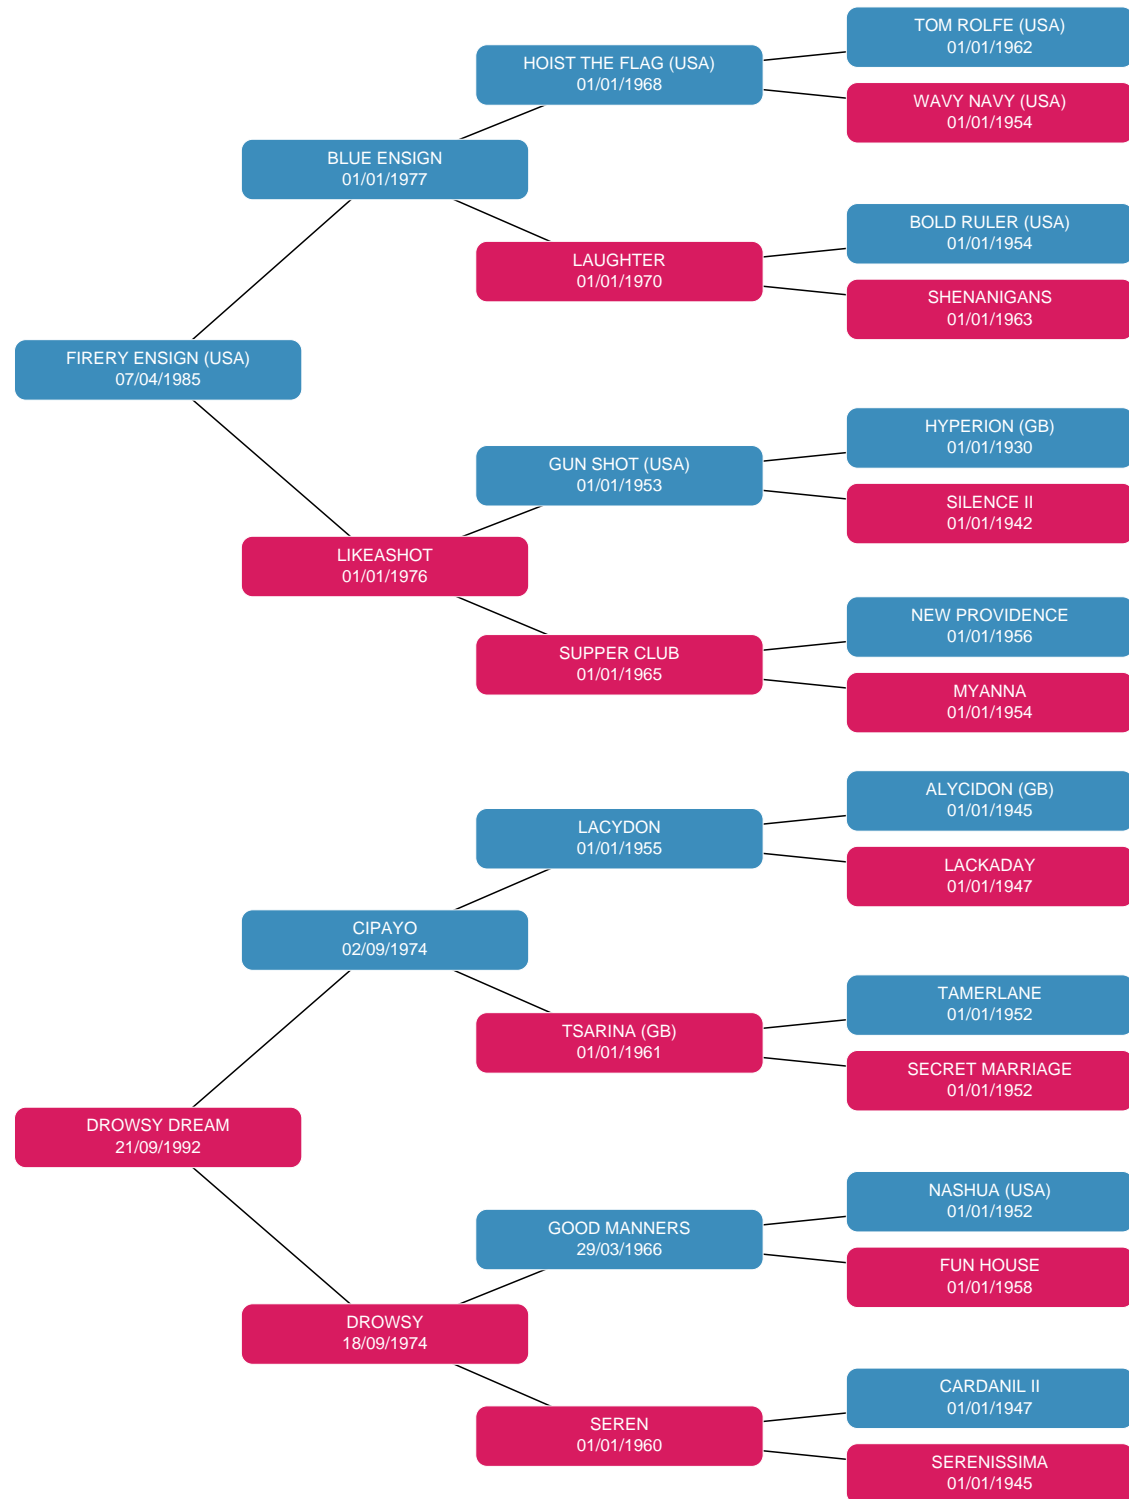 TOM ROLFE (USA)
01/01/1962
HOIST THE FLAG (USA)
01/01/1968
WAVY NAVY (USA)
01/01/1954
BLUE ENSIGN
01/01/1977
BOLD RULER (USA)
01/01/1954
LAUGHTER
01/01/1970
SHENANIGANS
01/01/1963
FIRERY ENSIGN (USA)
07/04/1985
HYPERION (GB)
01/01/1930
GUN SHOT (USA)
01/01/1953
SILENCE II
01/01/1942
LIKEASHOT
01/01/1976
NEW PROVIDENCE
01/01/1956
SUPPER CLUB
01/01/1965
MYANNA
01/01/1954
ALYCIDON (GB)
01/01/1945
LACYDON
01/01/1955
LACKADAY
01/01/1947
CIPAYO
02/09/1974
TAMERLANE
01/01/1952
TSARINA (GB)
01/01/1961
SECRET MARRIAGE
01/01/1952
DROWSY DREAM
21/09/1992
NASHUA (USA)
01/01/1952
GOOD MANNERS
29/03/1966
FUN HOUSE
01/01/1958
DROWSY
18/09/1974
CARDANIL II
01/01/1947
SEREN
01/01/1960
SERENISSIMA
01/01/1945